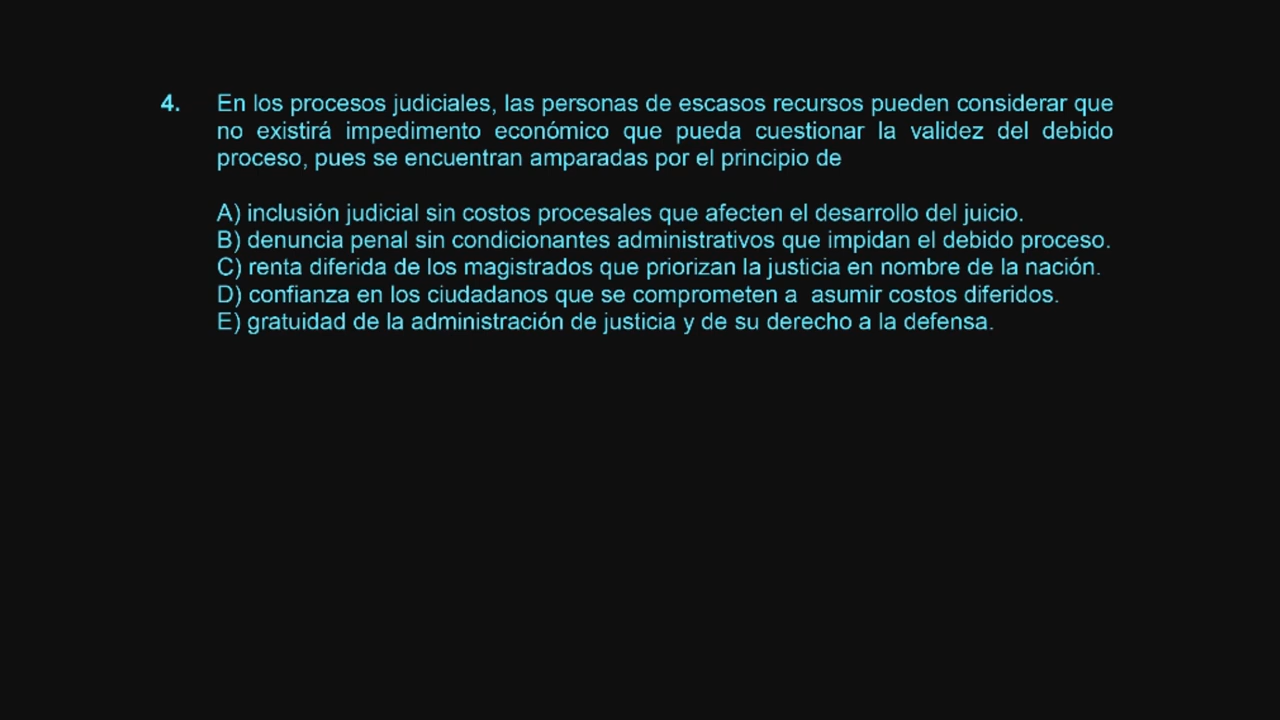 4. En los procesos judiciales, las personas de escasos recursos pueden considerar que
no existirá impedimento económico que pueda cuestionar la validez del debido
proceso, pues se encuentran amparadas por el principio de
A) inclusión judicial sin costos procesales que afecten el desarrollo del juicio.
B) denuncia penal sin condicionantes administrativos que impidan el debido proceso.
C) renta diferida de los magistrados que priorizan la justicia en nombre de la nación.
D) confianza en los ciudadanos que se comprometen a asumir costos diferidos.
E) gratuidad de la administración de justicia y de su derecho a la defensa.